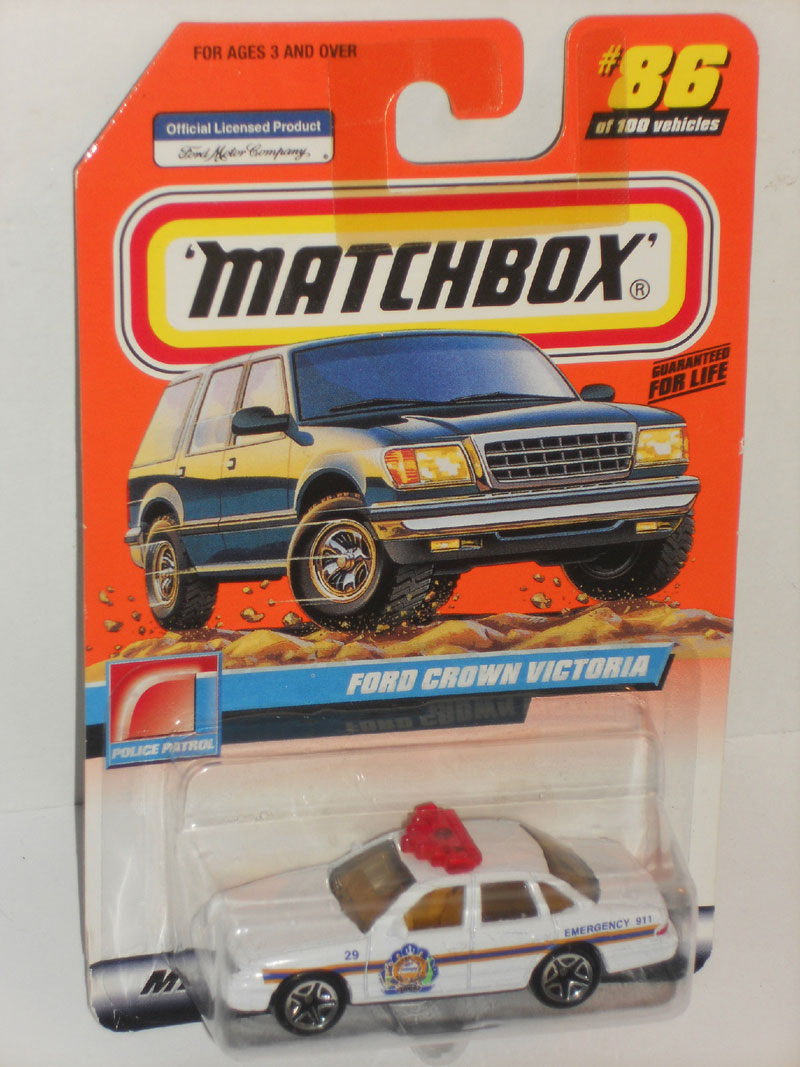 FOR AGES 3 AND OVER
#86
of 100 vehicles
Official Licensed Product
Ford Motor Company.
'MATCHBOX'®
GUARANTEED
FOR LIFE
FORD CROWN VICTORIA
POLICE PATROL
29
EMERGENCY 911